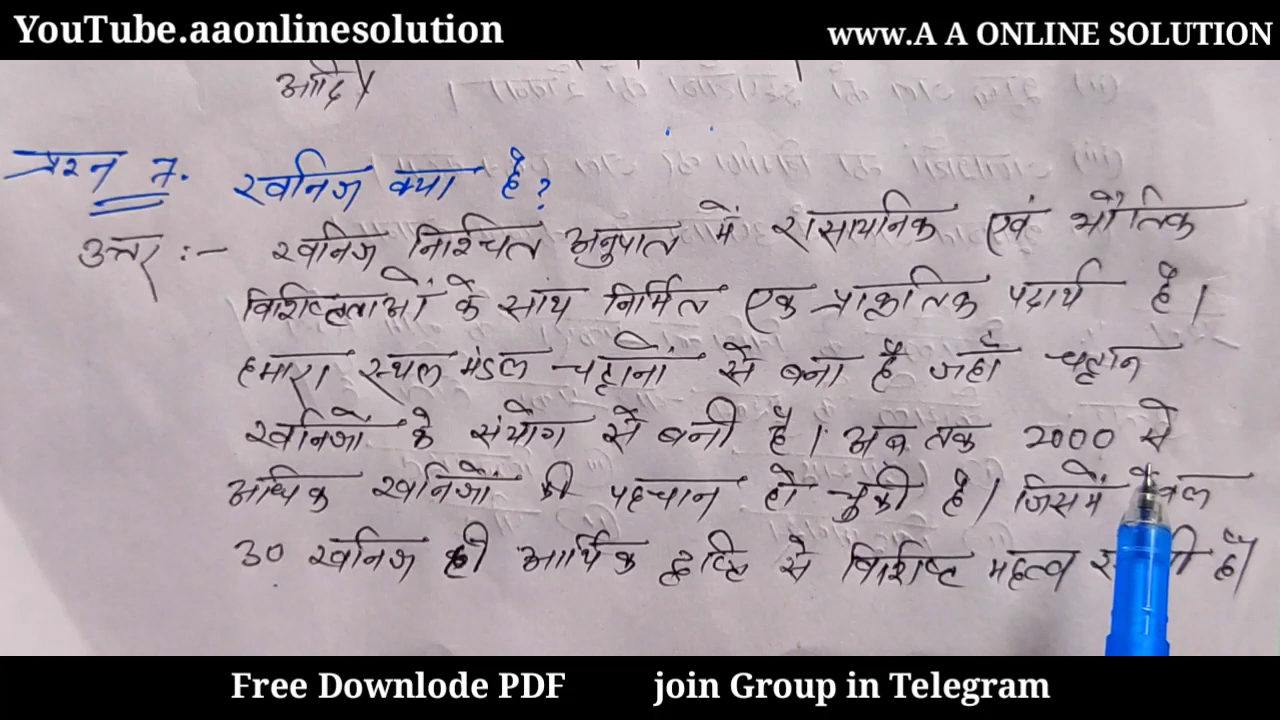 YouTube.aaonlinesolution
www.A A ONLINE SOLUTION
आदि।
प्रश्न 7. खनिज क्या है?
उत्तर :- खनिज निश्चित अनुपात में रासायनिक एवं भौतिक
विशिष्टताओं के साथ निर्मित एक प्राकृतिक पदार्थ है।
हमारा स्थल मंडल चट्टानों से बना है जहाँ चट्टान
खनिजों के संयोग से बनी है। अब तक 2000 से
अधिक खनिजों की पहचान हो चुकी है। जिसमें
30 खनिज ही आर्थिक दृष्टि से विशिष्ट महत्व हैं।
Free Downlode PDF
join Group in Telegram